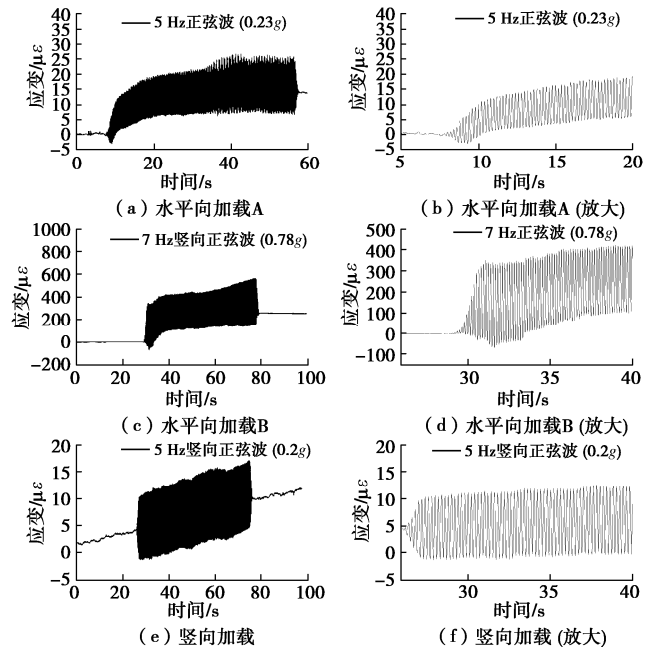 应变/με
40
35
30
25
20
15
10
5
0
−5
5 Hz正弦波 (0.23g)
0 20 40 60
时间/s
(a) 水平向加载A
应变/με
40
35
30
25
20
15
10
5
0
−5
5 Hz正弦波 (0.23g)
5 10 15 20
时间/s
(b) 水平向加载A (放大)
应变/με
1000
800
600
400
200
0
−200
7 Hz竖向正弦波 (0.78g)
0 20 40 60 80 100
时间/s
(c) 水平向加载B
应变/με
500
400
300
200
100
0
−100
7 Hz正弦波 (0.78g)
30 35 40
时间/s
(d) 水平向加载B (放大)
应变/με
20
15
10
5
0
−5
5 Hz竖向正弦波 (0.2g)
0 20 40 60 80 100
时间/s
(e) 竖向加载
应变/με
20
15
10
5
0
−5
5 Hz竖向正弦波 (0.2g)
30 35 40
时间/s
(f) 竖向加载 (放大)